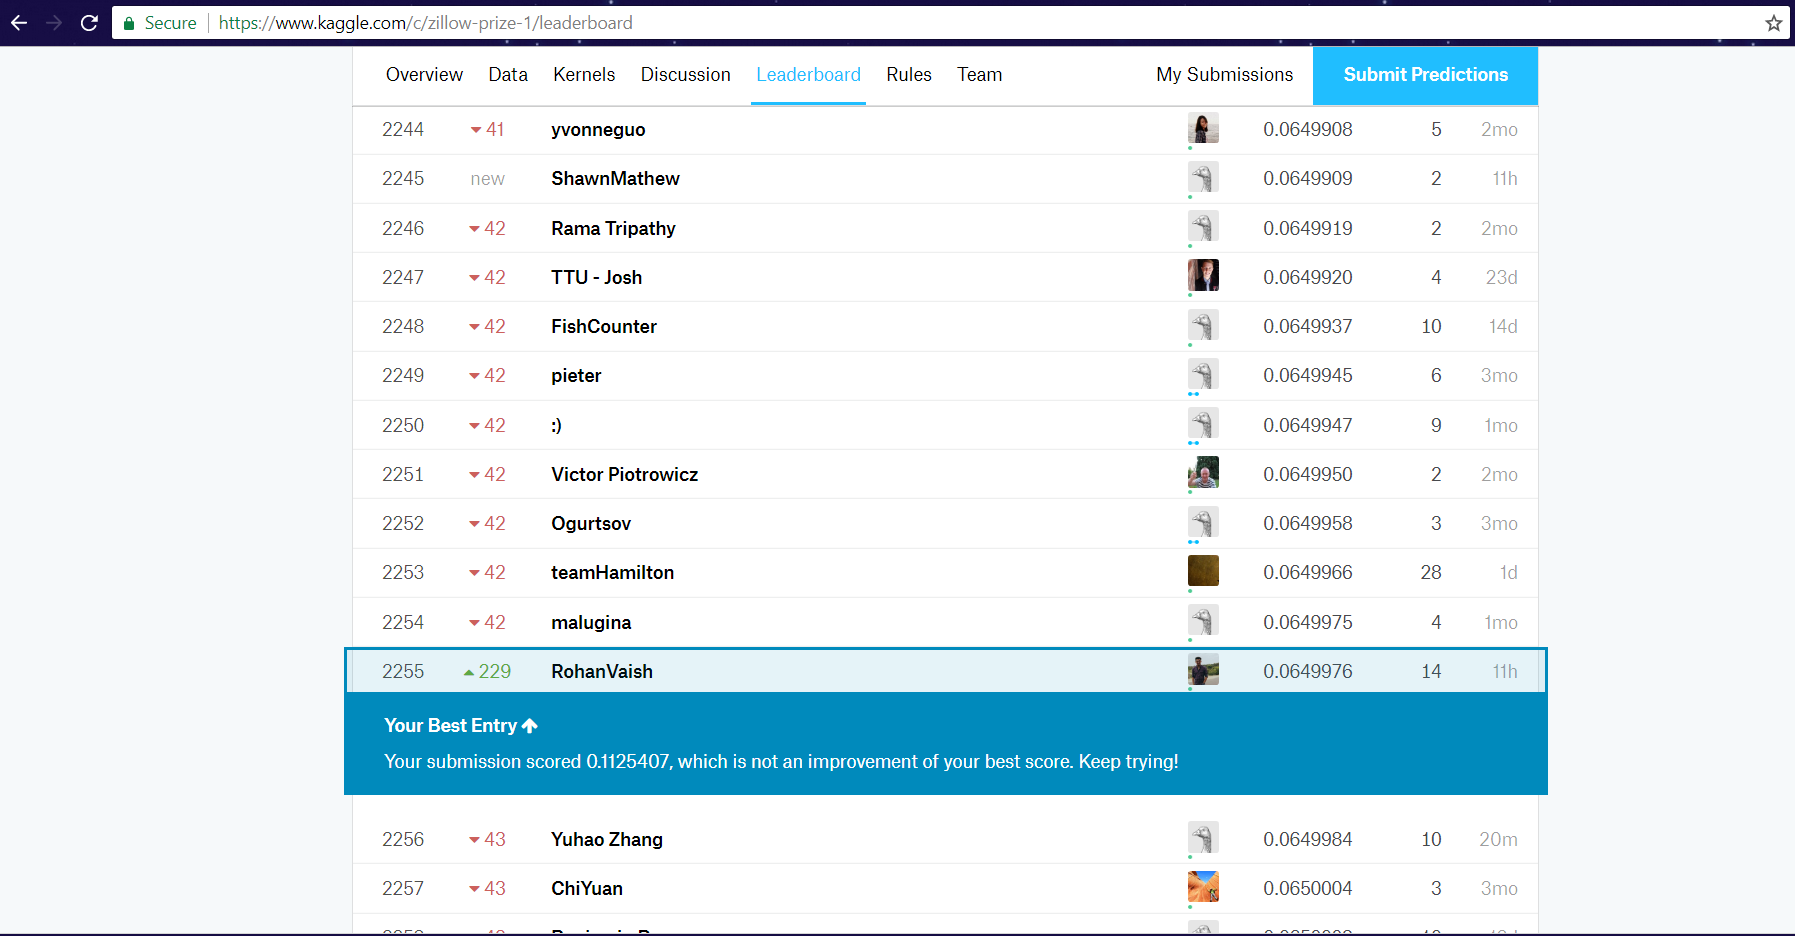 Secure https://www.kaggle.com/c/zillow-prize-1/leaderboard
Overview Data Kernels Discussion Leaderboard Rules Team My Submissions Submit Predictions
2244 41 yvonneguo 0.0649908 5 2mo
2245 new ShawnMathew 0.0649909 2 11h
2246 42 Rama Tripathy 0.0649919 2 2mo
2247 42 TTU - Josh 0.0649920 4 23d
2248 42 FishCounter 0.0649937 10 14d
2249 42 pieter 0.0649945 6 3mo
2250 42 :) 0.0649947 9 1mo
2251 42 Victor Piotrowicz 0.0649950 2 2mo
2252 42 Ogurtsov 0.0649958 3 3mo
2253 42 teamHamilton 0.0649966 28 1d
2254 42 malugina 0.0649975 4 1mo
2255 229 RohanVaish 0.0649976 14 11h
Your Best Entry
Your submission scored 0.1125407, which is not an improvement of your best score. Keep trying!
2256 43 Yuhao Zhang 0.0649984 10 20m
2257 43 ChiYuan 0.0650004 3 3mo